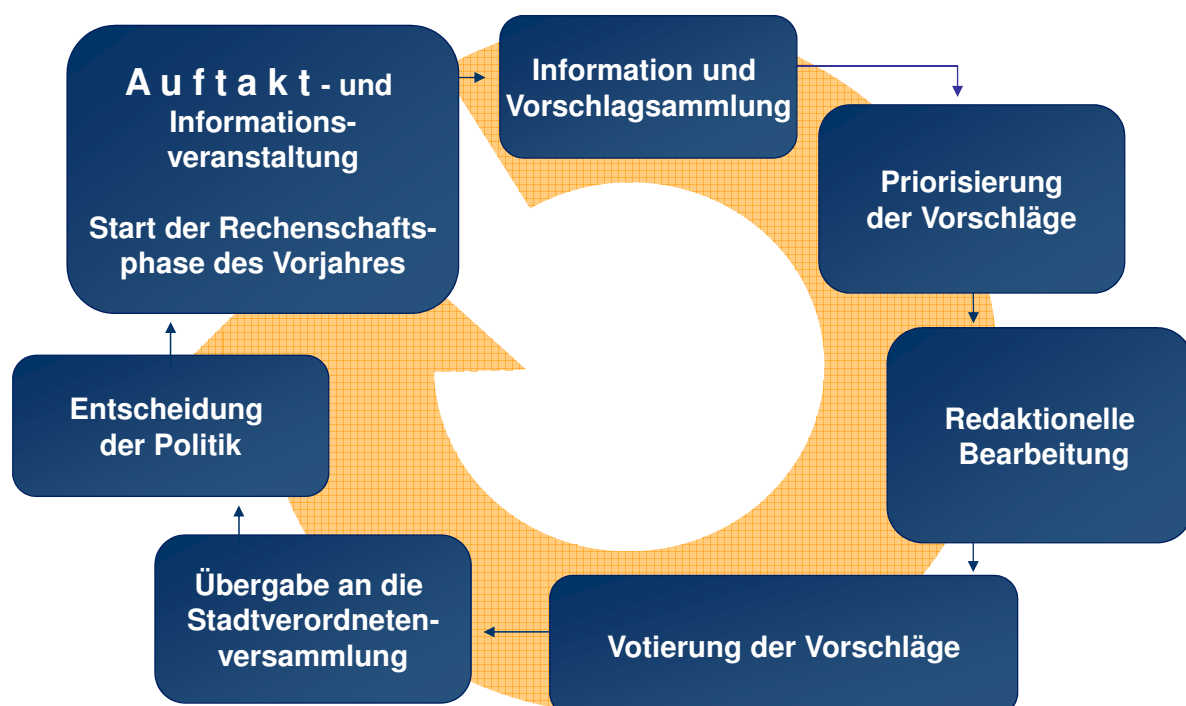 A u f t a k t - und
Informations-
veranstaltung
Start der Rechenschafts-
phase des Vorjahres
Information und
Vorschlagsammlung
Priorisierung
der Vorschläge
Redaktionelle
Bearbeitung
Votierung der Vorschläge
Übergabe an die
Stadtverordneten-
versammlung
Entscheidung
der Politik